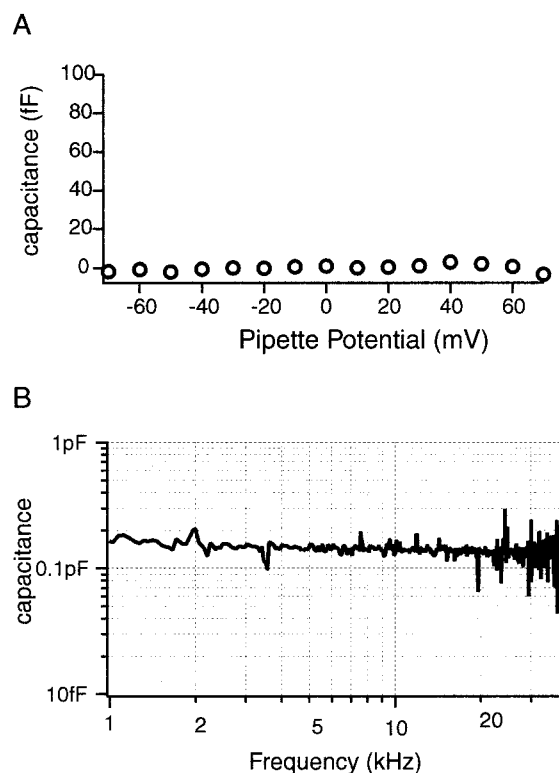 A
capacitance (fF)
100
80
60
40
20
0
-60 -40 -20 0 20 40 60
Pipette Potential (mV)
B
capacitance
1pF
0.1pF
10fF
1 2 5 10 20
Frequency (kHz)